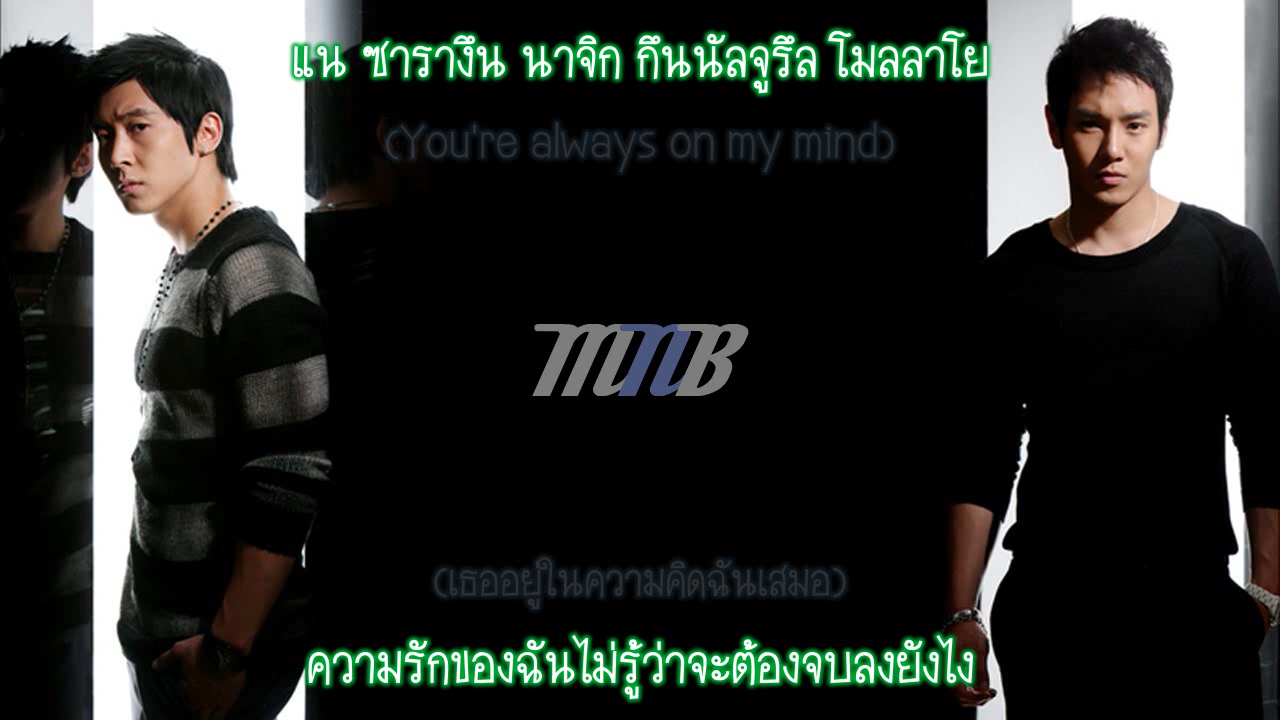 แน ซารางึน นาจิก กึนนัลจูรึล โมลลาโย
(You're always on my mind)
MNB
(เธออยู่ในความคิดฉันเสมอ)
ความรักของฉันไม่รู้ว่าจะต้องจบลงยังไง